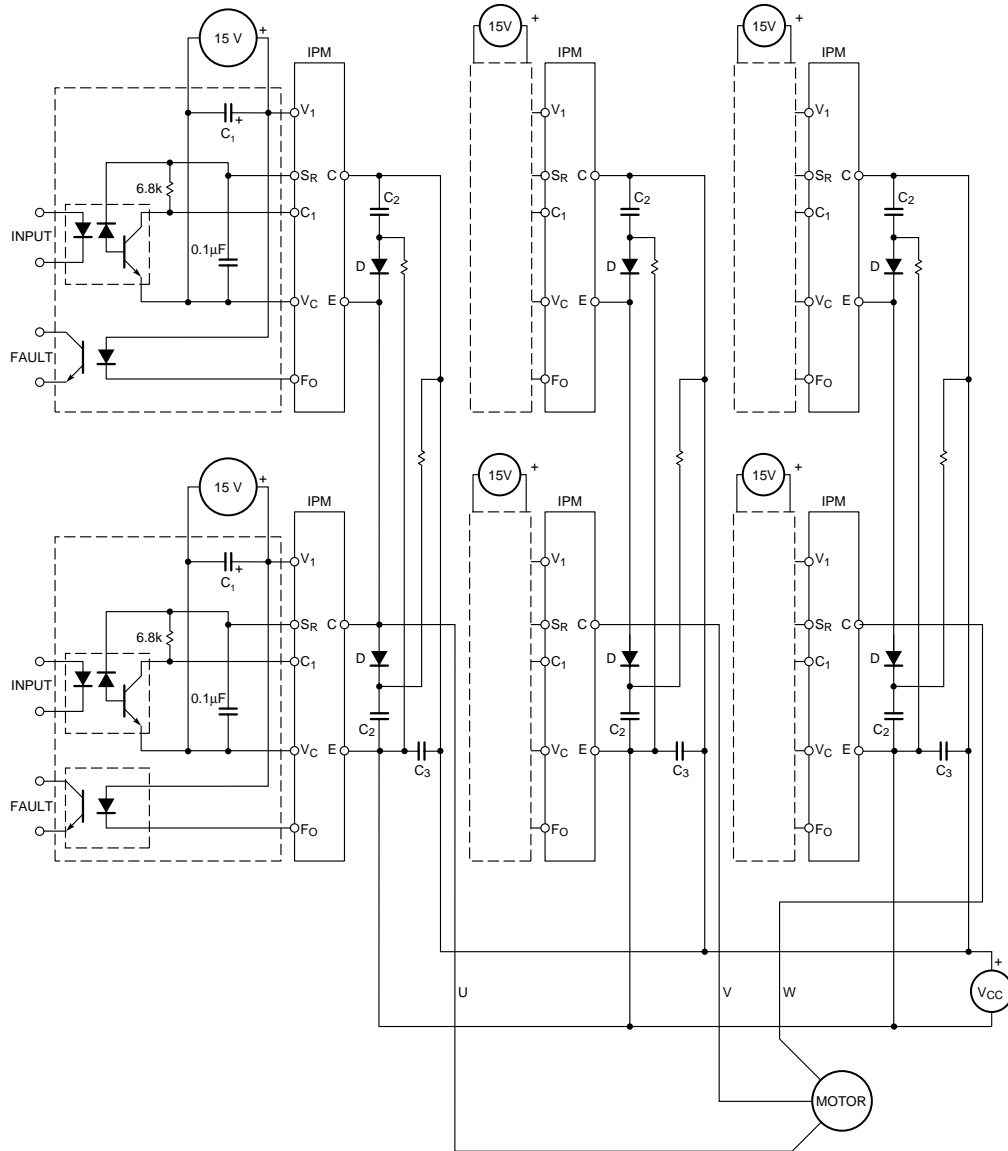 15 V +
15V +
15V +
IPM
IPM
IPM
V1
V1
V1
C1 +
6.8k
SR C
SR C
SR C
C2
C2
C2
C1
C1
C1
INPUT
0.1µF
D
D
D
VC E
VC E
VC E
FAULT
FO
FO
FO
15 V +
15V +
15V +
IPM
IPM
IPM
V1
V1
V1
C1 +
6.8k
SR C
SR C
SR C
D
D
D
C1
C1
C1
INPUT
0.1µF
C2
C2
C2
VC E
VC E
VC E
C3
C3
C3
FAULT
FO
FO
FO
+
U
V
W
VCC
MOTOR